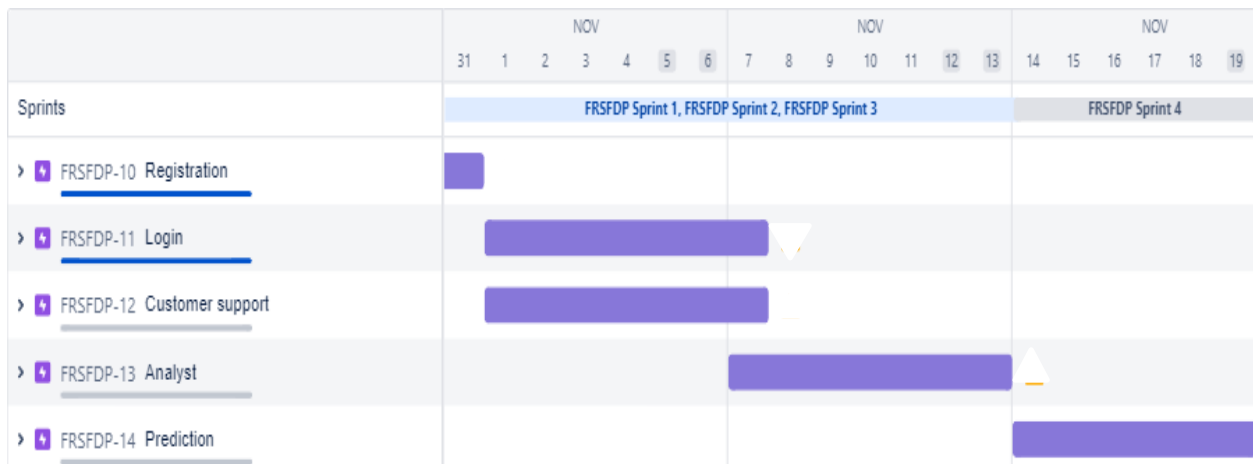 NOV NOV NOV
31 1 2 3 4 5 6 7 8 9 10 11 12 13 14 15 16 17 18 19
Sprints FRSFDP Sprint 1, FRSFDP Sprint 2, FRSFDP Sprint 3 FRSFDP Sprint 4
FRSFDP-10 Registration
FRSFDP-11 Login
FRSFDP-12 Customer support
FRSFDP-13 Analyst
FRSFDP-14 Prediction